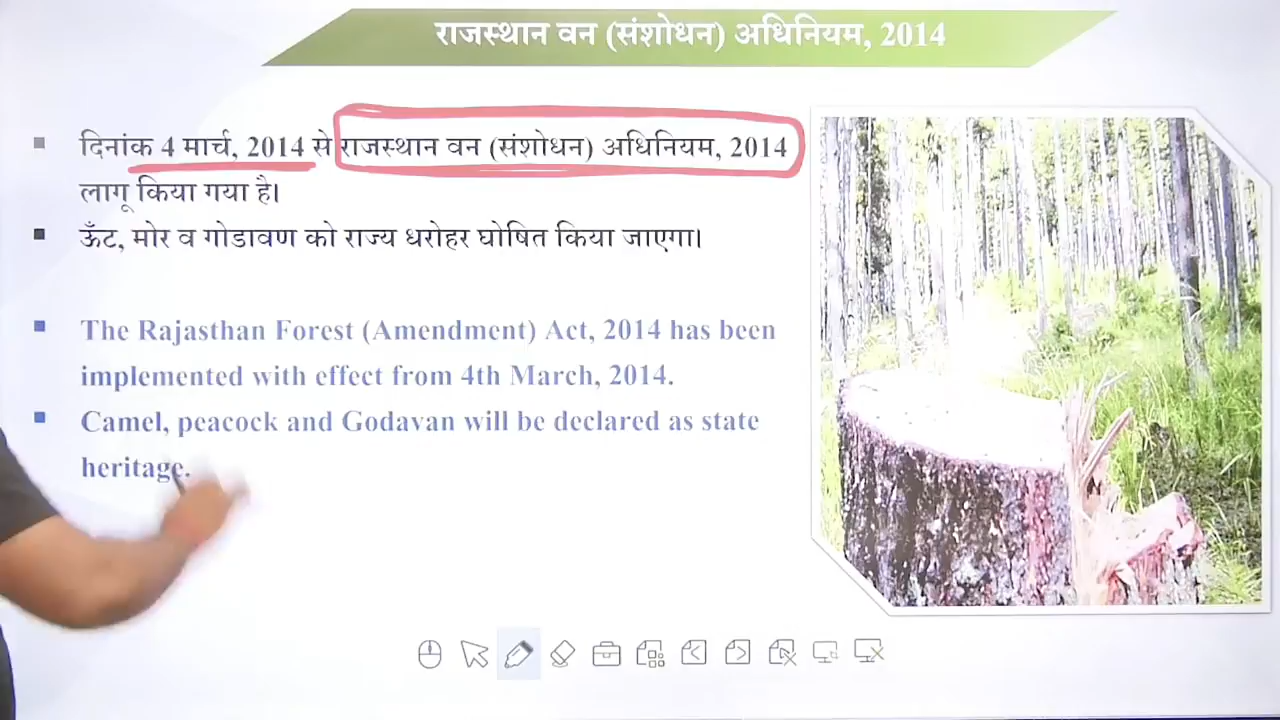 राजस्थान वन (संशोधन) अधिनियम, 2014
दिनांक 4 मार्च, 2014 से राजस्थान वन (संशोधन) अधिनियम, 2014
लागू किया गया है।
ऊँट, मोर व गोडावण को राज्य धरोहर घोषित किया जाएगा।
The Rajasthan Forest (Amendment) Act, 2014 has been
implemented with effect from 4th March, 2014.
Camel, peacock and Godavan will be declared as state
heritage.